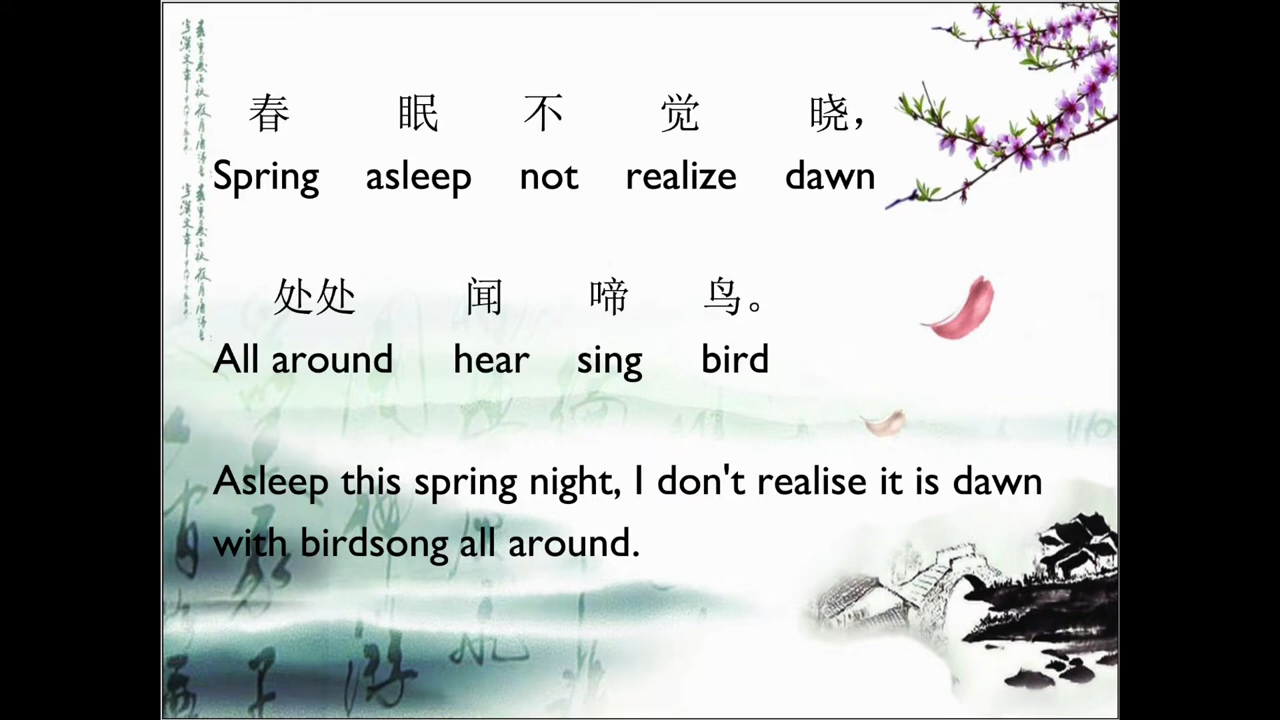 春 眠 不 觉 晓，
Spring asleep not realize dawn
处处 闻 啼 鸟。
All around hear sing bird
Asleep this spring night, I don't realise it is dawn
with birdsong all around.